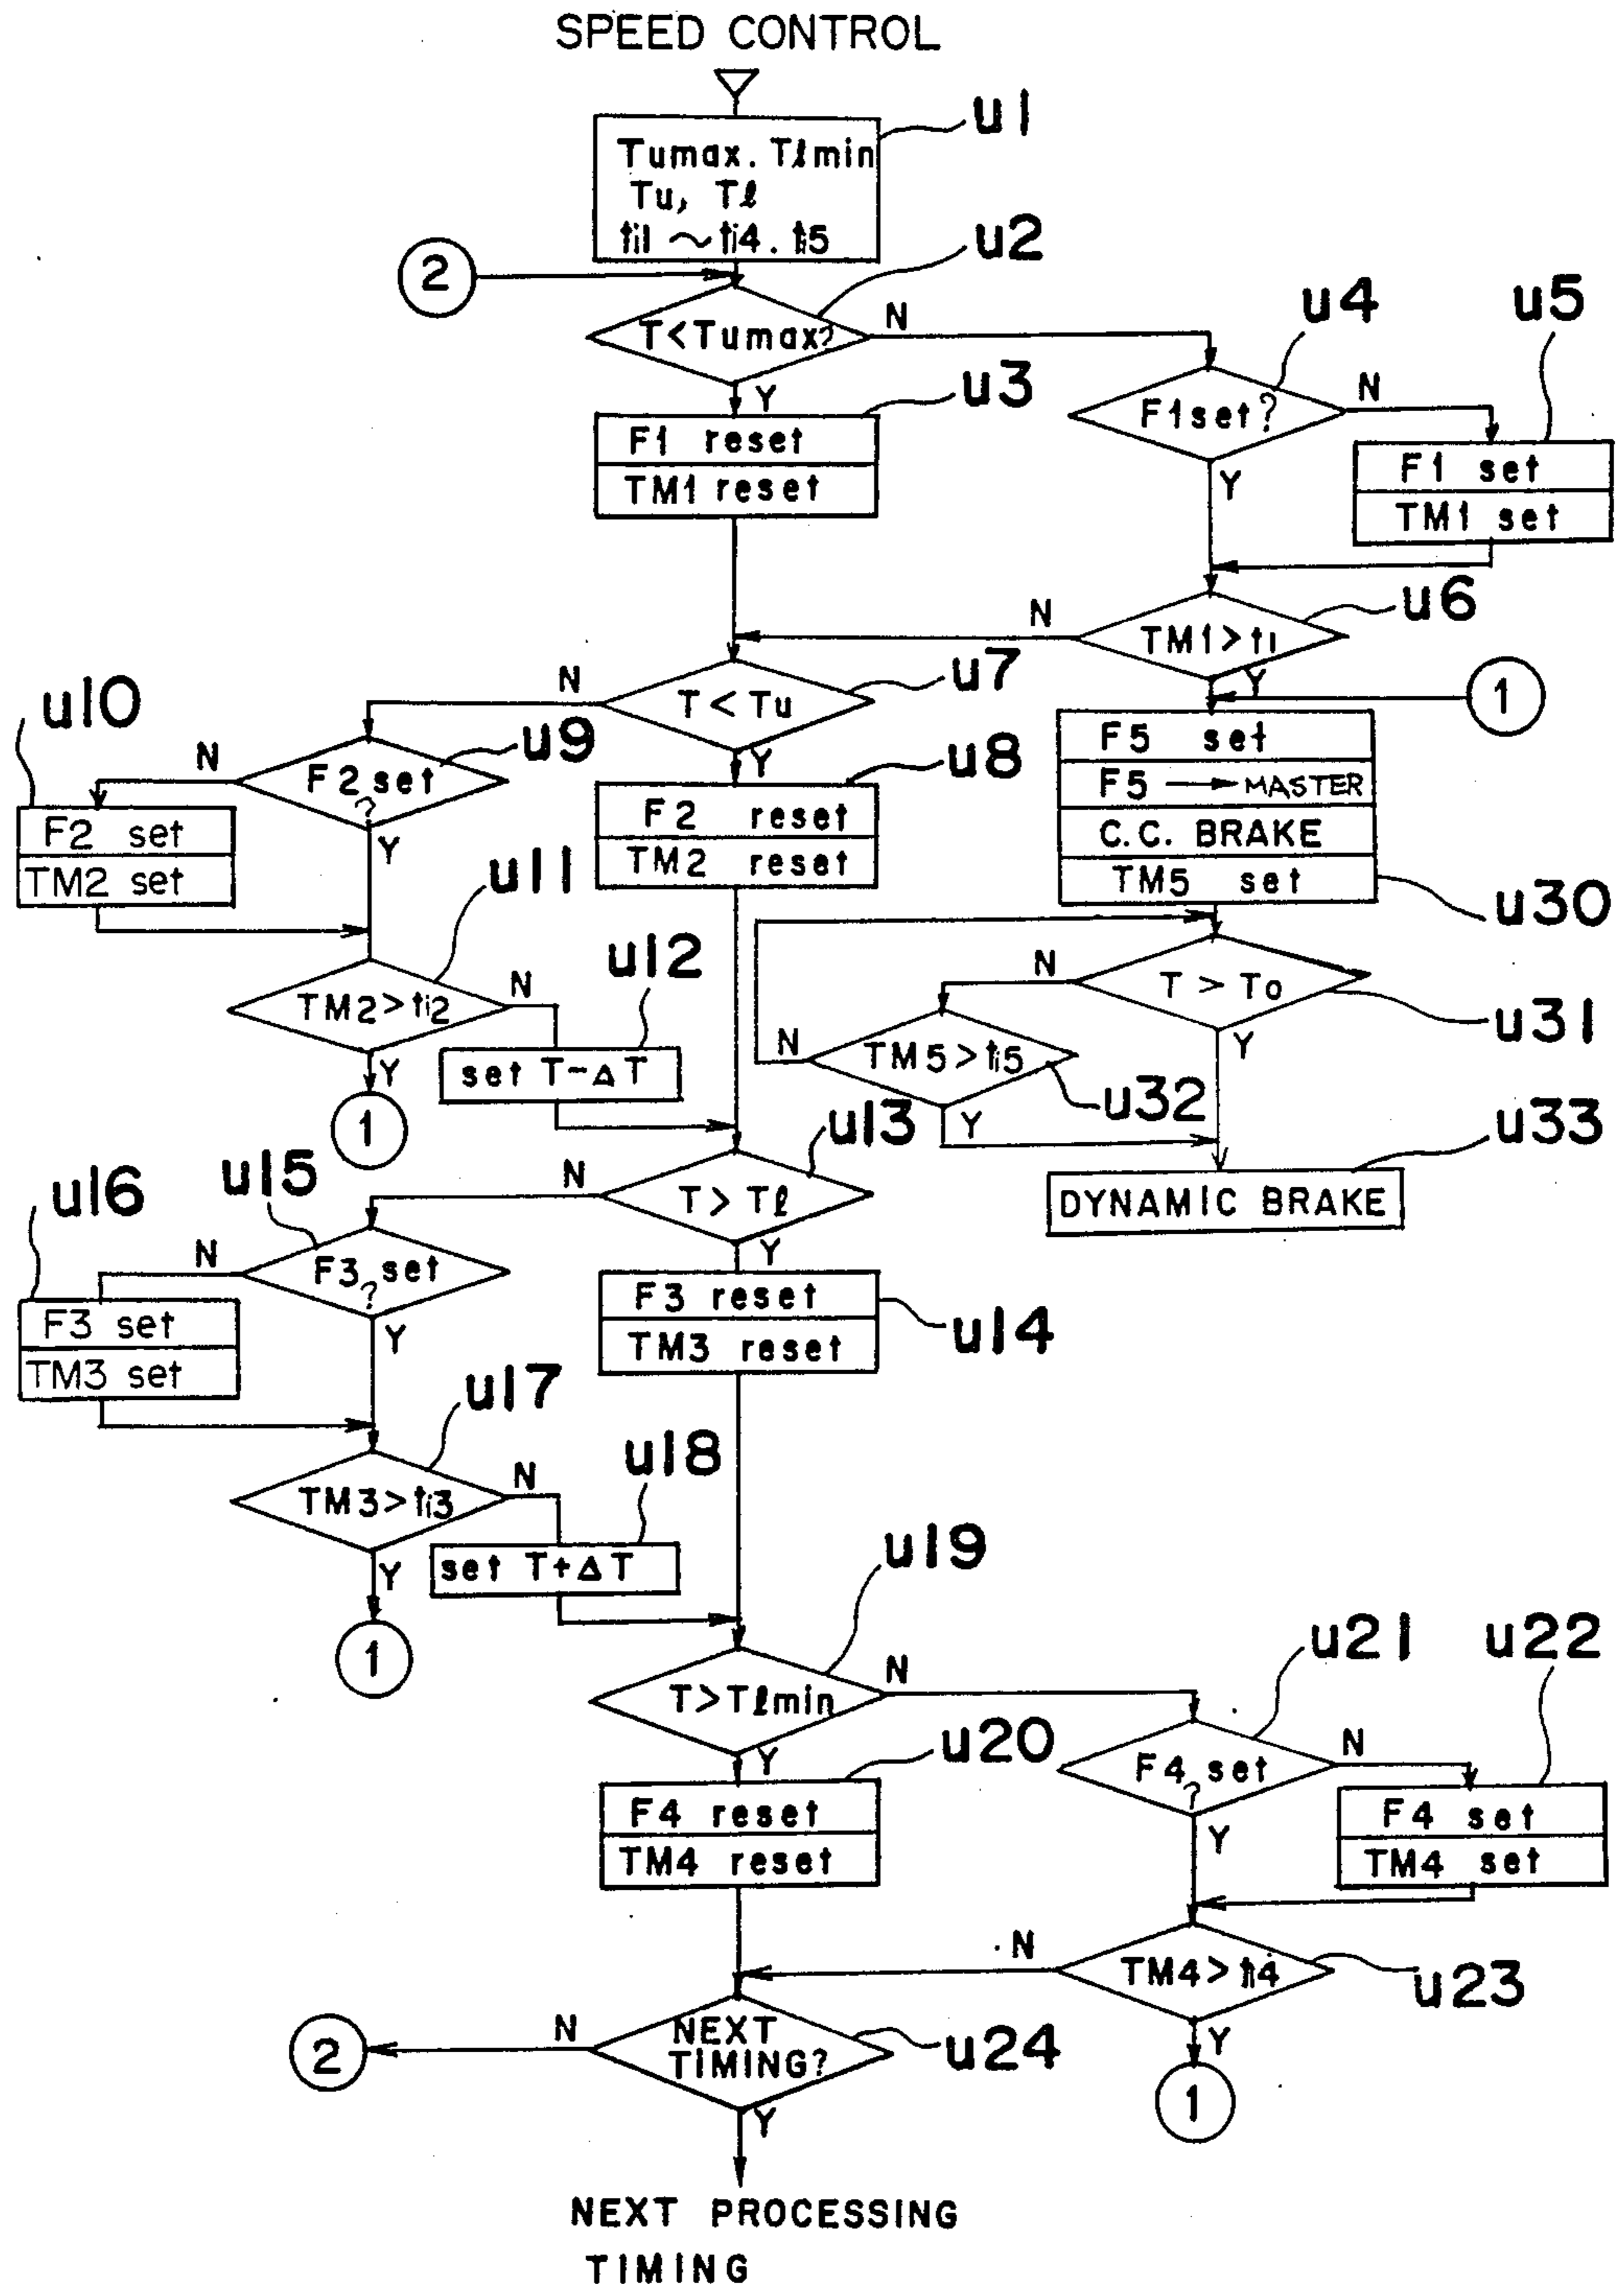 SPEED CONTROL
u1
Tumax. Tℓmin
Tu, Tℓ
ti1 ~ ti4. ti5
2
u2
T<Tumax?
N
Y
u4
F1set?
N
Y
u5
F1 set
TM1 set
u3
F1 reset
TM1 reset
u6
TM1>ti
N
Y
1
u7
T < Tu
N
Y
u10
F2 set
TM2 set
u9
F2 set
?
N
Y
u8
F2 reset
TM2 reset
F5 set
F5 → MASTER
C.C. BRAKE
TM5 set
u30
u11
TM2>ti2
N
Y
1
u12
set T-ΔT
T > To
N
Y
u31
TM5>ti5
N
Y
u32
u33
DYNAMIC BRAKE
u13
T > Tℓ
N
Y
u16
F3 set
TM3 set
u15
F3 set
?
N
Y
F3 reset
TM3 reset
u14
u17
TM3>ti3
N
Y
1
u18
set T+ΔT
u19
T>Tℓmin
N
Y
u21
F4 set
?
N
Y
u22
F4 set
TM4 set
u20
F4 reset
TM4 reset
TM4>ti4
N
Y
u23
1
NEXT
TIMING?
u24
N
2
Y
NEXT PROCESSING
TIMING